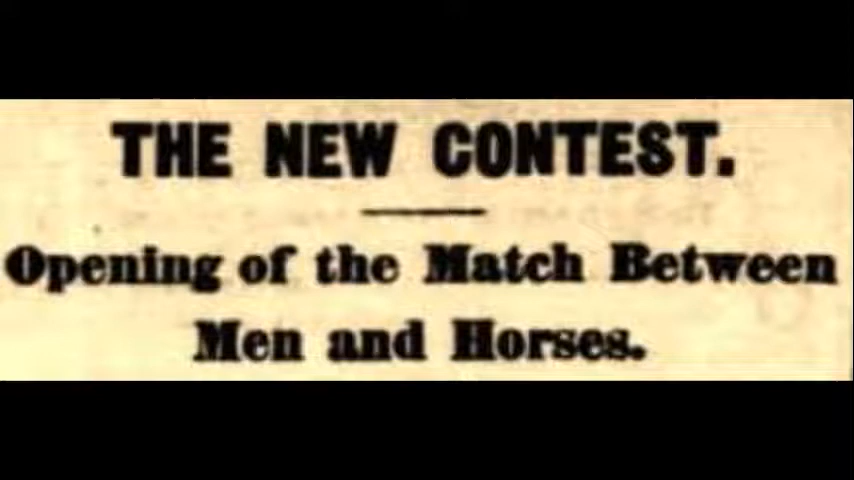 THE NEW CONTEST.
Opening of the Match Between
Men and Horses.